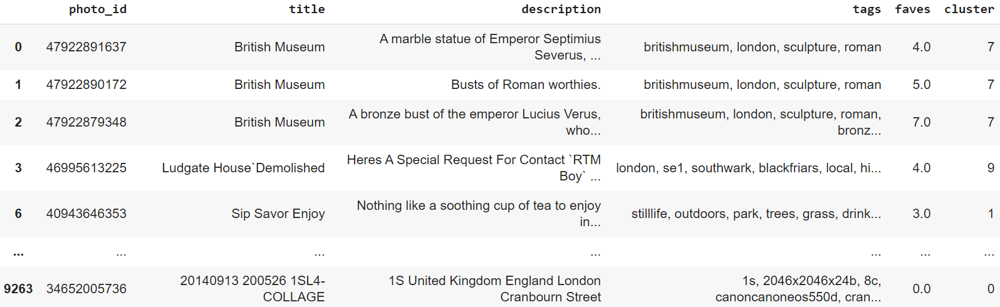 photo_id title description tags faves cluster
0 47922891637 British Museum A marble statue of Emperor Septimius Severus, ... britishmuseum, london, sculpture, roman 4.0 7
1 47922890172 British Museum Busts of Roman worthies. britishmuseum, london, sculpture, roman 5.0 7
2 47922879348 British Museum A bronze bust of the emperor Lucius Verus, who... britishmuseum, london, sculpture, roman, bronz... 7.0 7
3 46995613225 Ludgate House`Demolished Heres A Special Request For Contact `RTM Boy` ... london, se1, southwark, blackfriars, local, hi... 4.0 9
6 40943646353 Sip Savor Enjoy Nothing like a soothing cup of tea to enjoy in... stilllife, outdoors, park, trees, grass, drink... 3.0 1
... ... ... ... ... ... ...
9263 34652005736 20140913 200526 1SL4-COLLAGE 1S United Kingdom England London Cranbourn Street 1s, 2046x2046x24b, 8c, canoncanoneos550d, cran... 0.0 0